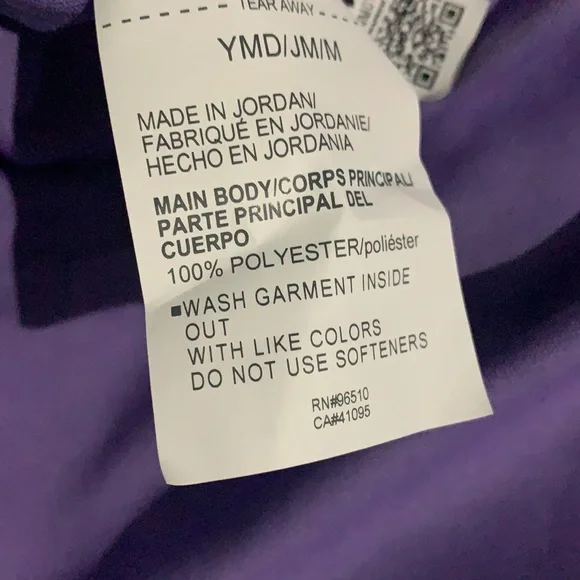 TEAR AWAY
YMD/JM/M
MADE IN JORDAN/
FABRIQUÉ EN JORDANIE/
HECHO EN JORDANIA
MAIN BODY/CORPS PRINCIPAL/
PARTE PRINCIPAL DEL
CUERPO
100% POLYESTER/poliéster
■WASH GARMENT INSIDE
OUT
WITH LIKE COLORS
DO NOT USE SOFTENERS
RN#96510
CA#41095